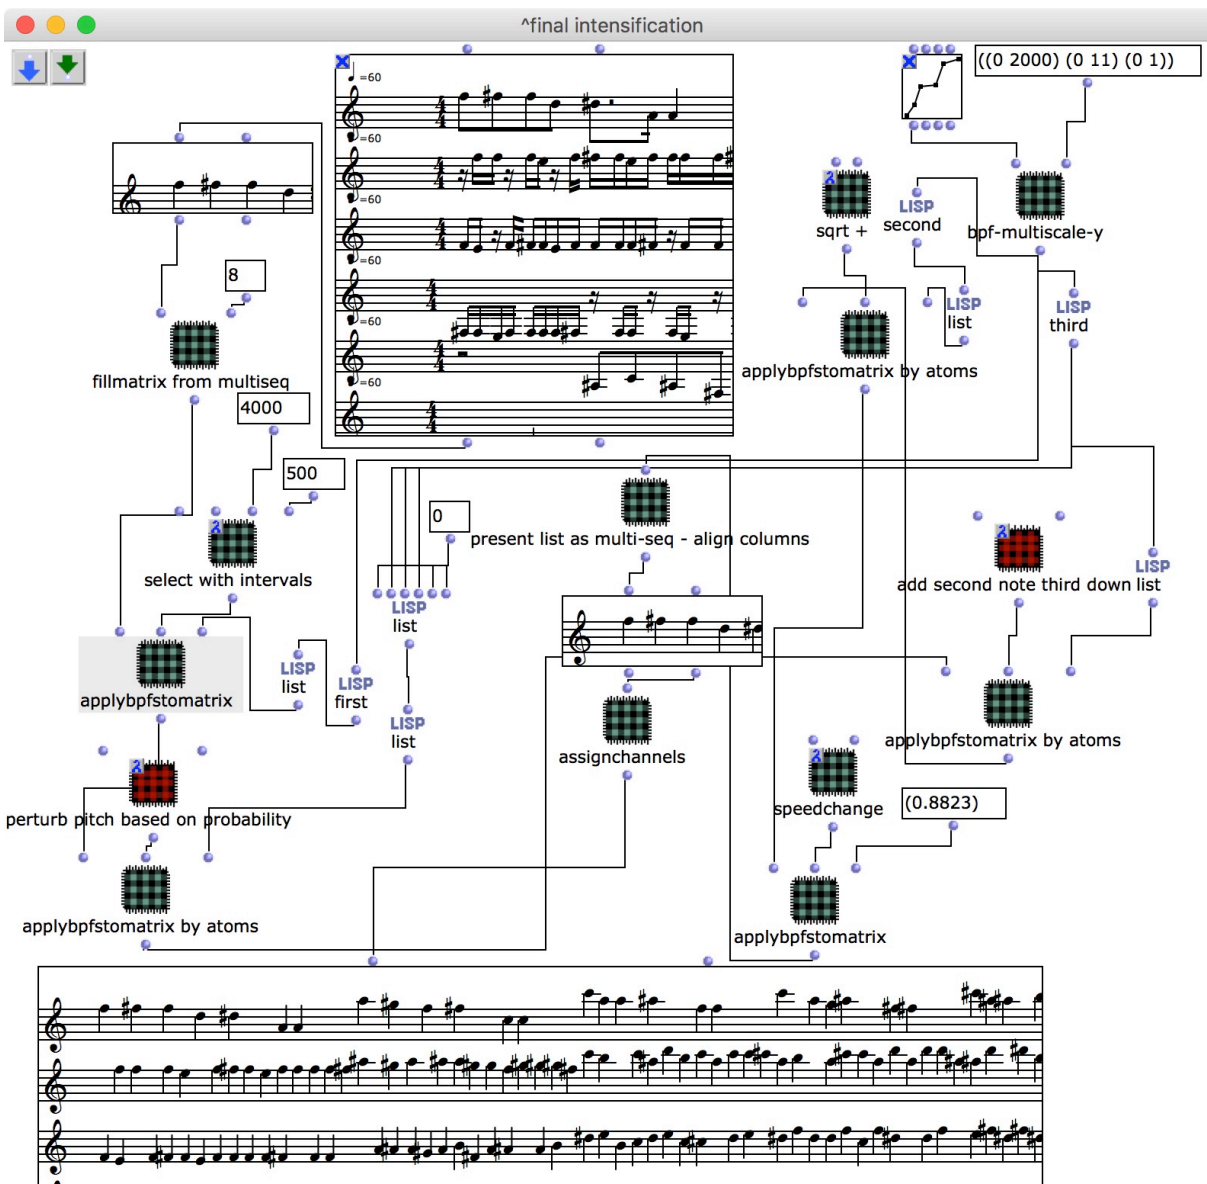 ^final intensification
((0 2000) (0 11) (0 1))
=60
=60
=60
=60
=60
=60
8
sqrt +
LISP
second
bpf-multiscale-y
LISP
list
LISP
third
fillmatrix from multiseq
applybpfstomatrix by atoms
4000
500
0
present list as multi-seq - align columns
select with intervals
add second note third down
LISP
list
LISP
list
LISP
list
LISP
first
applybpfstomatrix
LISP
list
assignchannels
applybpfstomatrix by atoms
perturb pitch based on probability
speedchange
(0.8823)
applybpfstomatrix by atoms
applybpfstomatrix